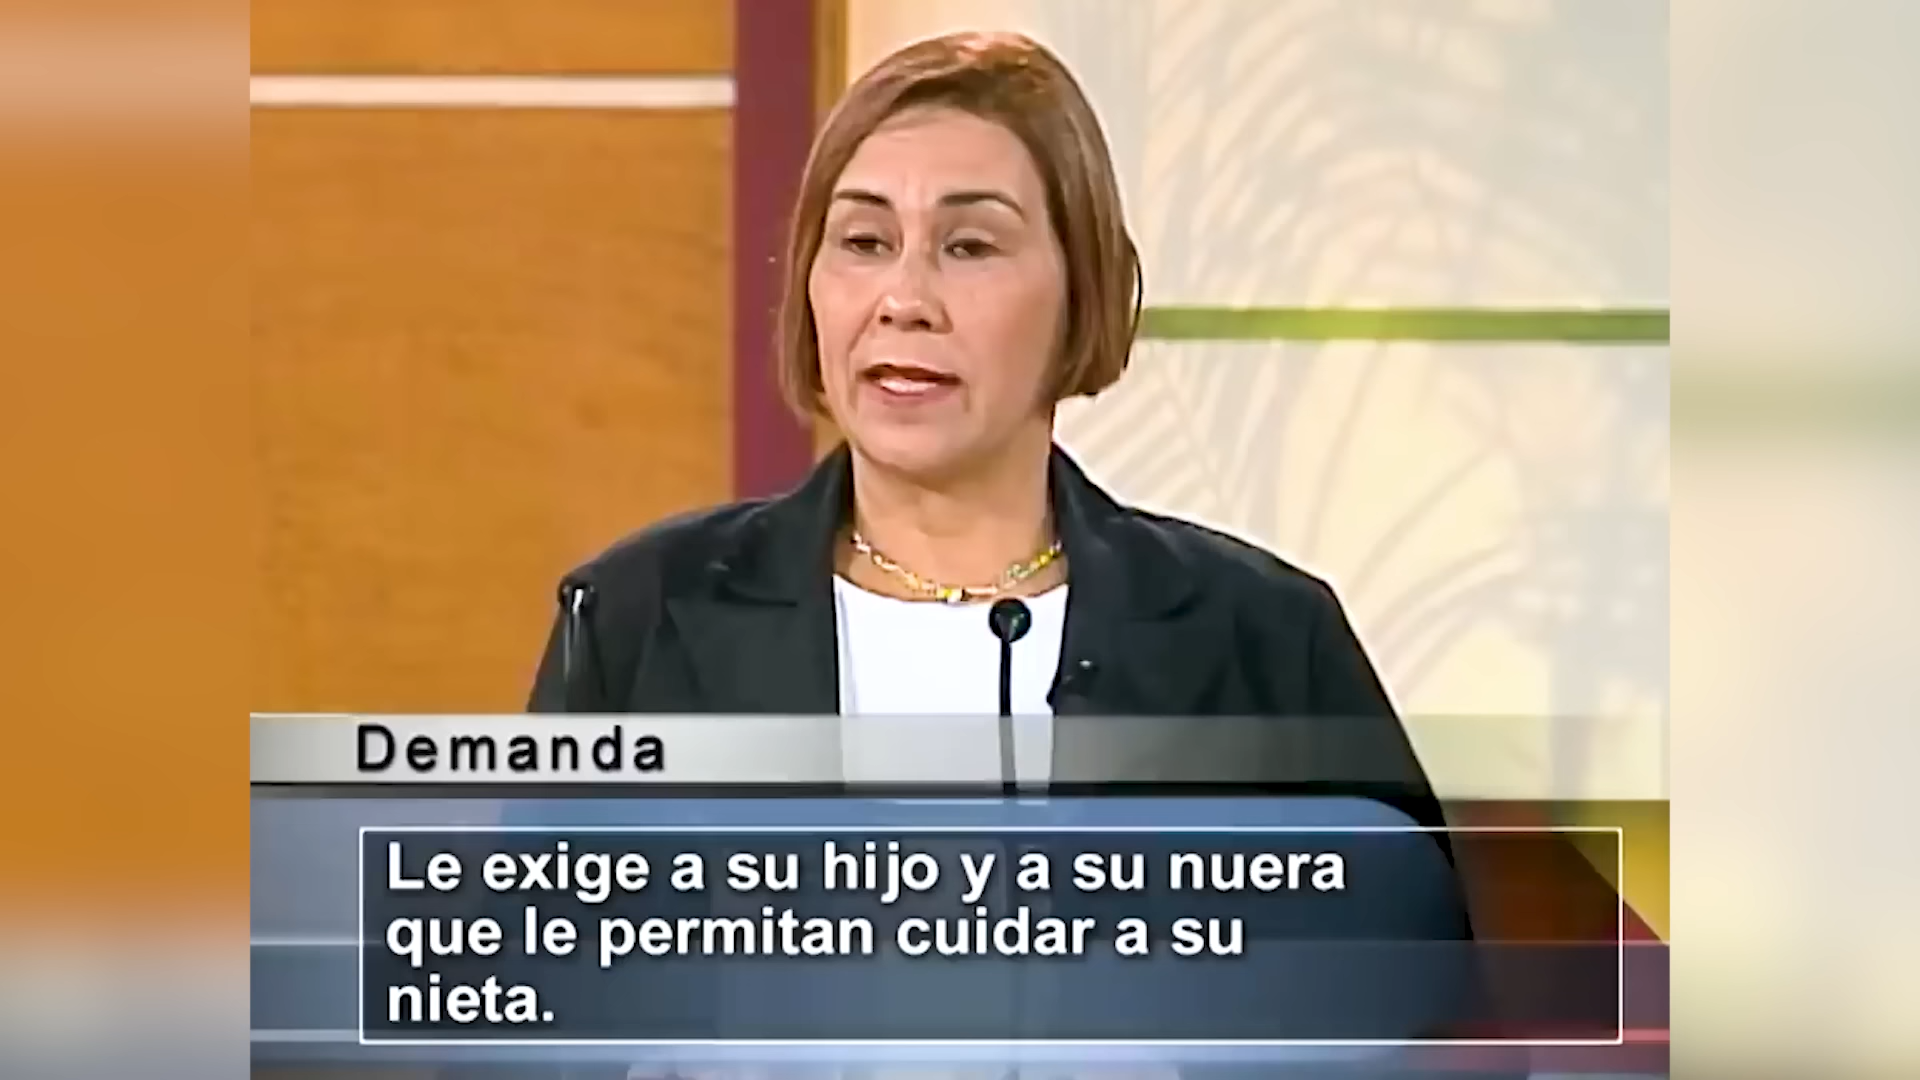 Demanda
Le exige a su hijo y a su nuera
que le permitan cuidar a su
nieta.